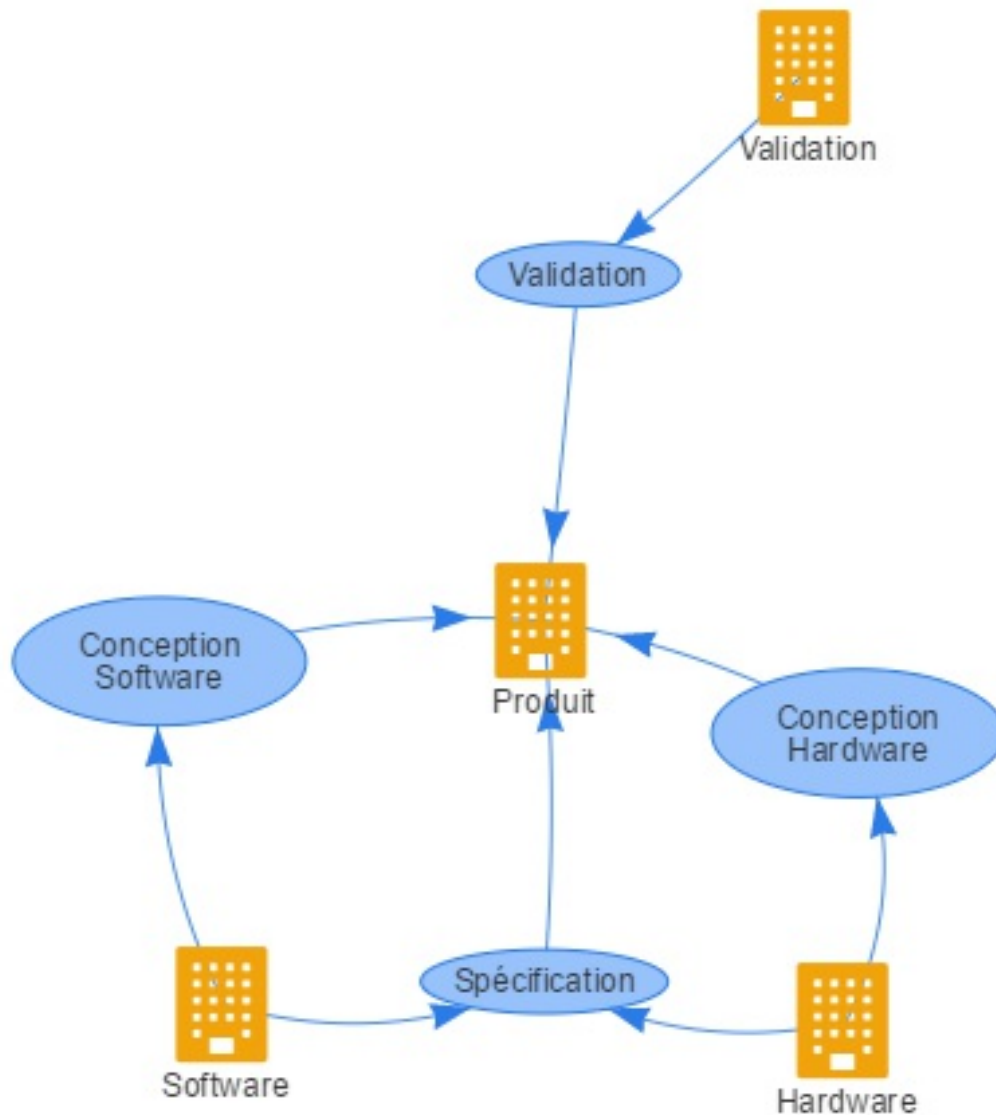 Validation
Validation
Conception
Software
Produit
Conception
Hardware
Spécification
Software
Hardware